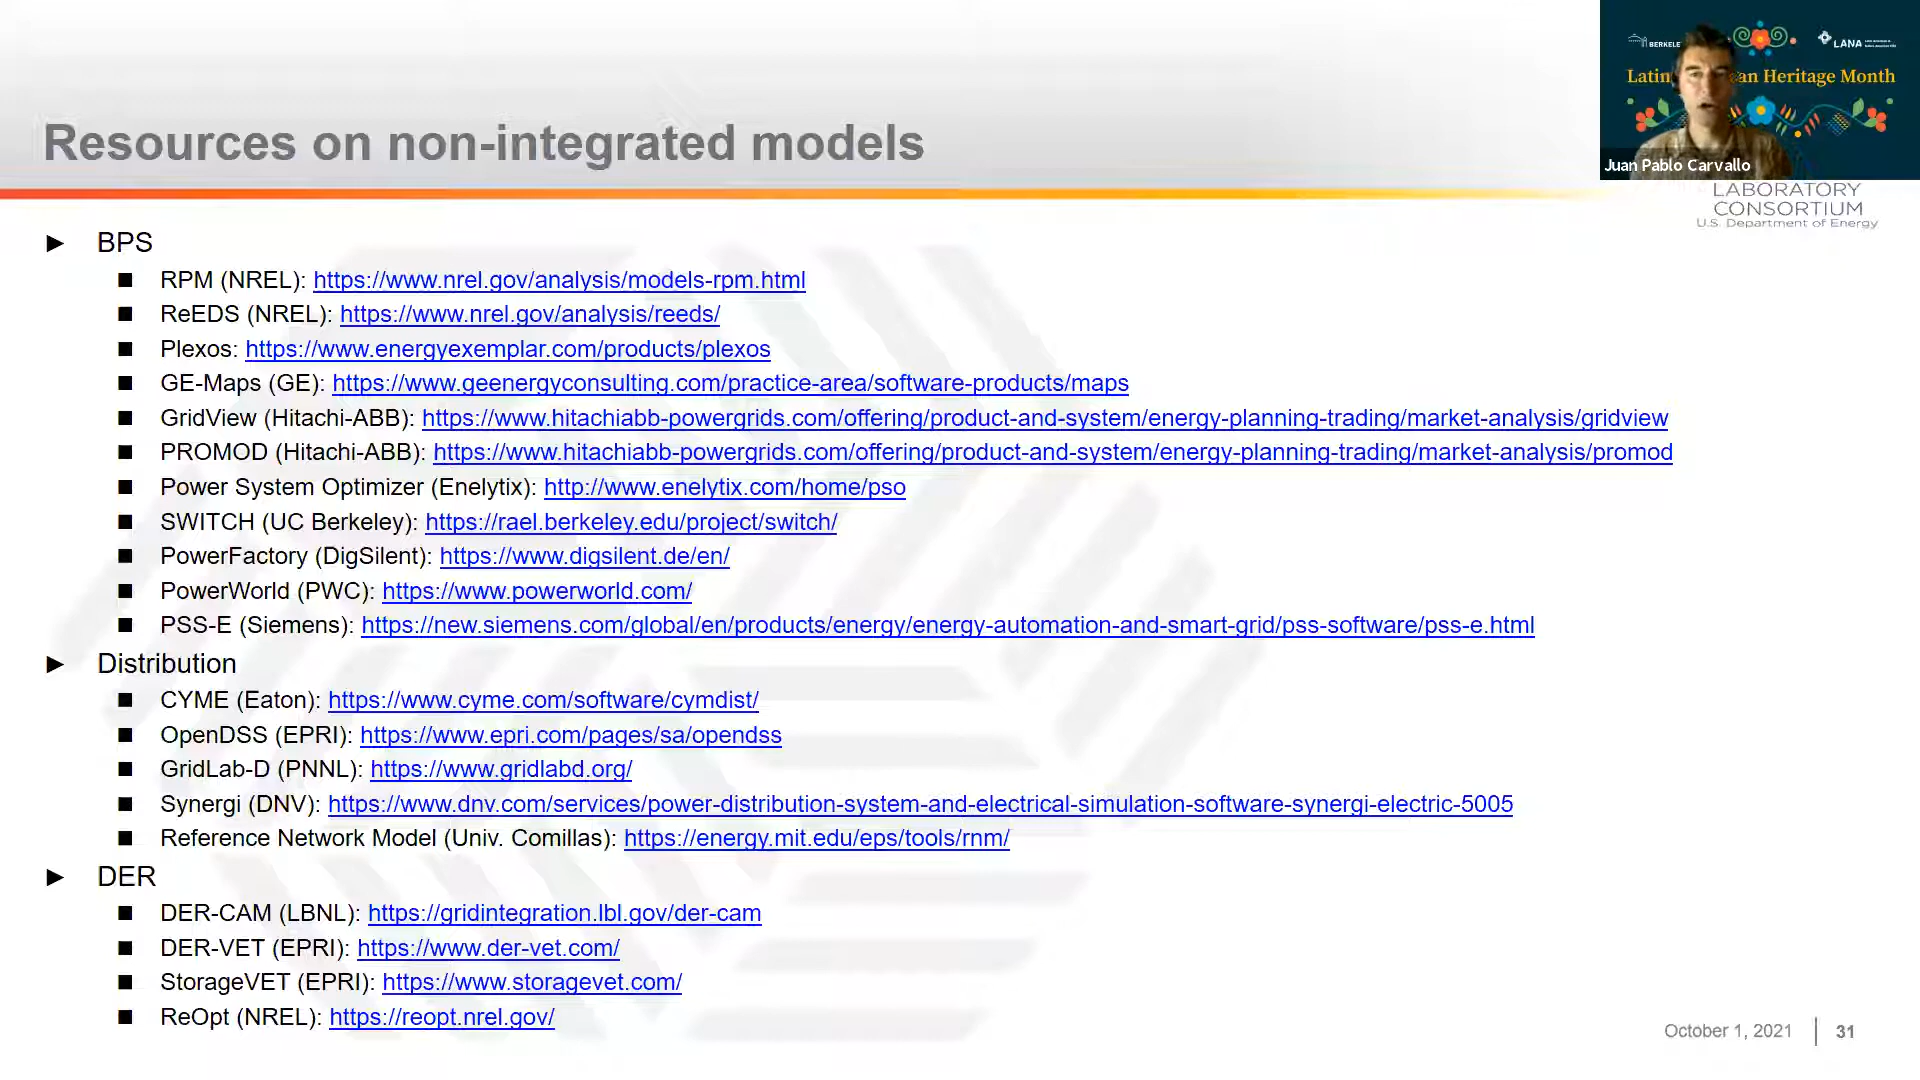 Resources on non-integrated models
BERKELE
LANA
Latin an Heritage Month
Juan Pablo Carvallo
LABORATORY
CONSORTIUM
U.S. Department of Energy
► BPS
■ RPM (NREL): https://www.nrel.gov/analysis/models-rpm.html
■ ReEDS (NREL): https://www.nrel.gov/analysis/reeds/
■ Plexos: https://www.energyexemplar.com/products/plexos
■ GE-Maps (GE): https://www.geenergyconsulting.com/practice-area/software-products/maps
■ GridView (Hitachi-ABB): https://www.hitachiabb-powergrids.com/offering/product-and-system/energy-planning-trading/market-analysis/gridview
■ PROMOD (Hitachi-ABB): https://www.hitachiabb-powergrids.com/offering/product-and-system/energy-planning-trading/market-analysis/promod
■ Power System Optimizer (Enelytix): http://www.enelytix.com/home/pso
■ SWITCH (UC Berkeley): https://rael.berkeley.edu/project/switch/
■ PowerFactory (DigSilent): https://www.digsilent.de/en/
■ PowerWorld (PWC): https://www.powerworld.com/
■ PSS-E (Siemens): https://new.siemens.com/global/en/products/energy/energy-automation-and-smart-grid/pss-software/pss-e.html
► Distribution
■ CYME (Eaton): https://www.cyme.com/software/cymdist/
■ OpenDSS (EPRI): https://www.epri.com/pages/sa/opendss
■ GridLab-D (PNNL): https://www.gridlabd.org/
■ Synergi (DNV): https://www.dnv.com/services/power-distribution-system-and-electrical-simulation-software-synergi-electric-5005
■ Reference Network Model (Univ. Comillas): https://energy.mit.edu/eps/tools/rnm/
► DER
■ DER-CAM (LBNL): https://gridintegration.lbl.gov/der-cam
■ DER-VET (EPRI): https://www.der-vet.com/
■ StorageVET (EPRI): https://www.storagevet.com/
■ ReOpt (NREL): https://reopt.nrel.gov/
October 1, 2021 | 31